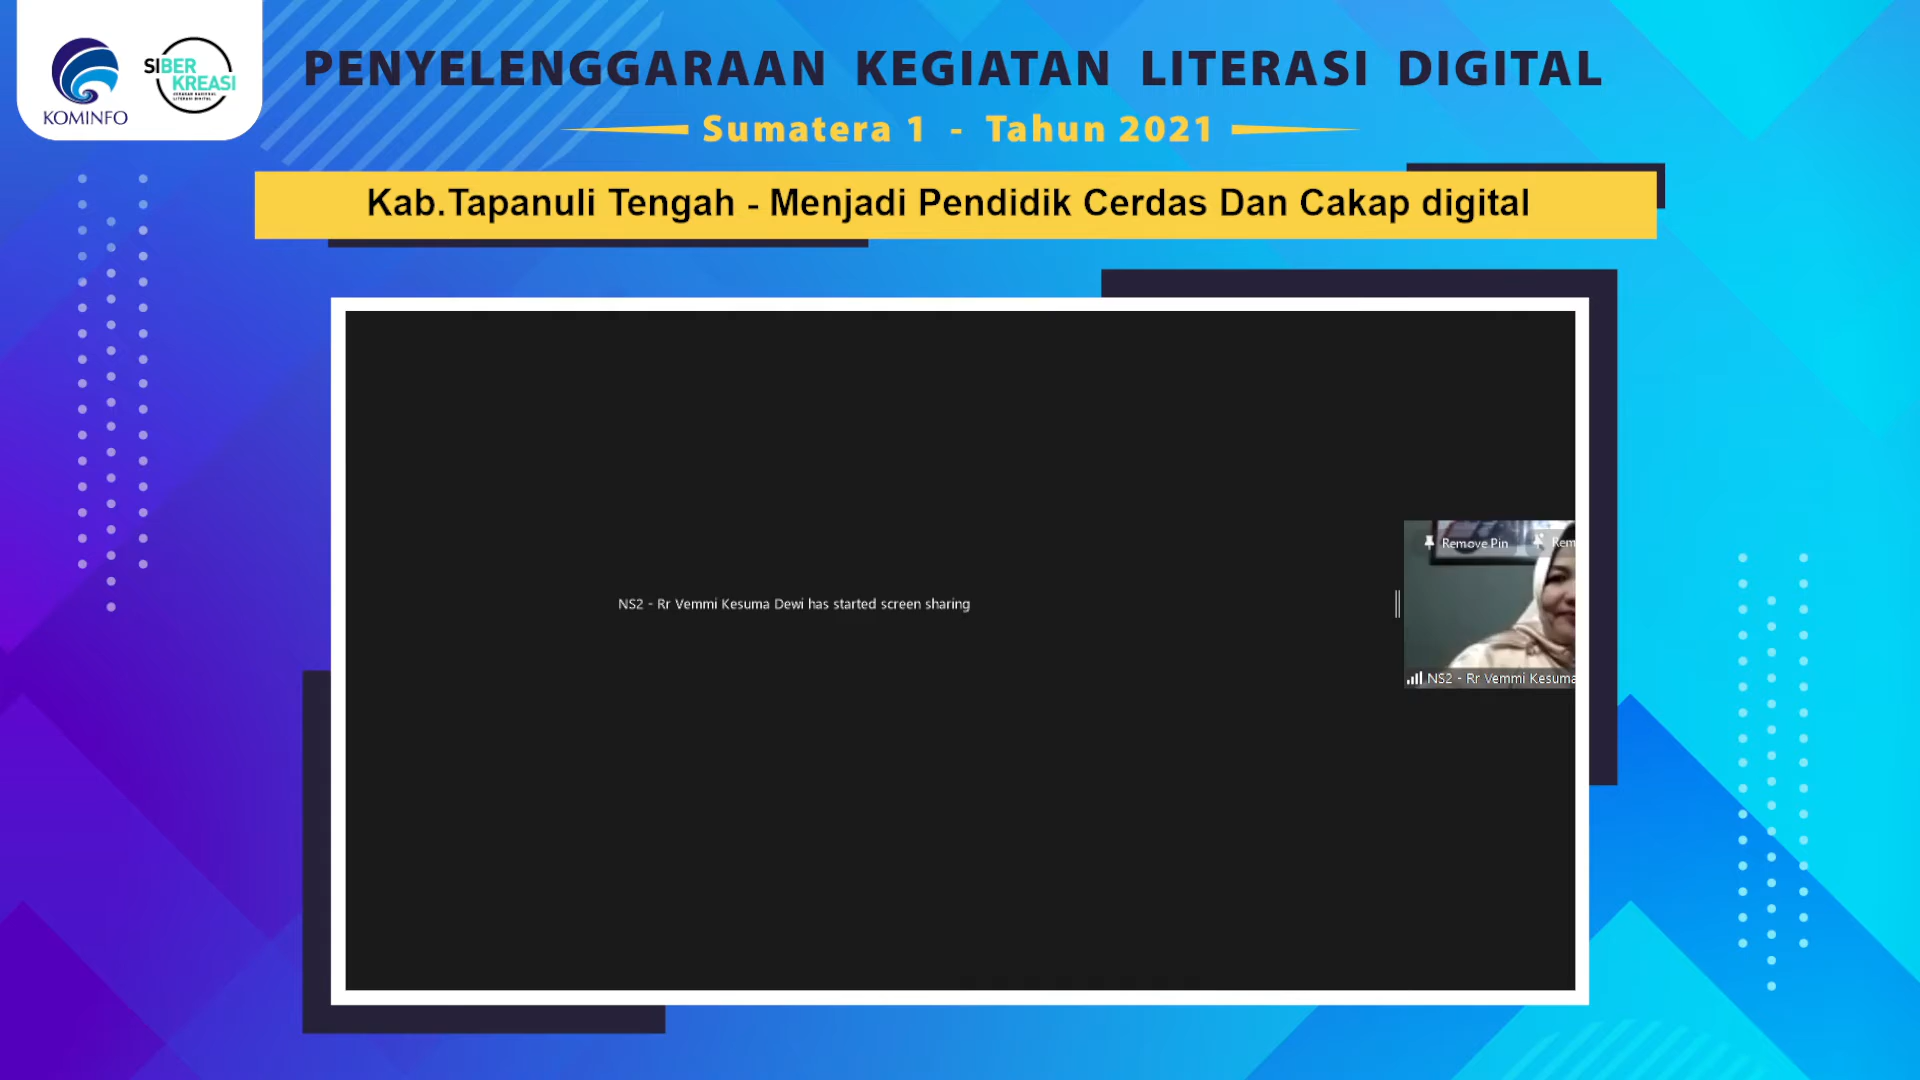 KOMINFO
SIBER
KREASI
PENYELENGGARAAN KEGIATAN LITERASI DIGITAL
Sumatera 1 - Tahun 2021
Kab.Tapanuli Tengah - Menjadi Pendidik Cerdas Dan Cakap digital
NS2 - Rr Vemmi Kesuma Dewi has started screen sharing
Remove Pin Rem
NS2 - Rr Vemmi Kesuma